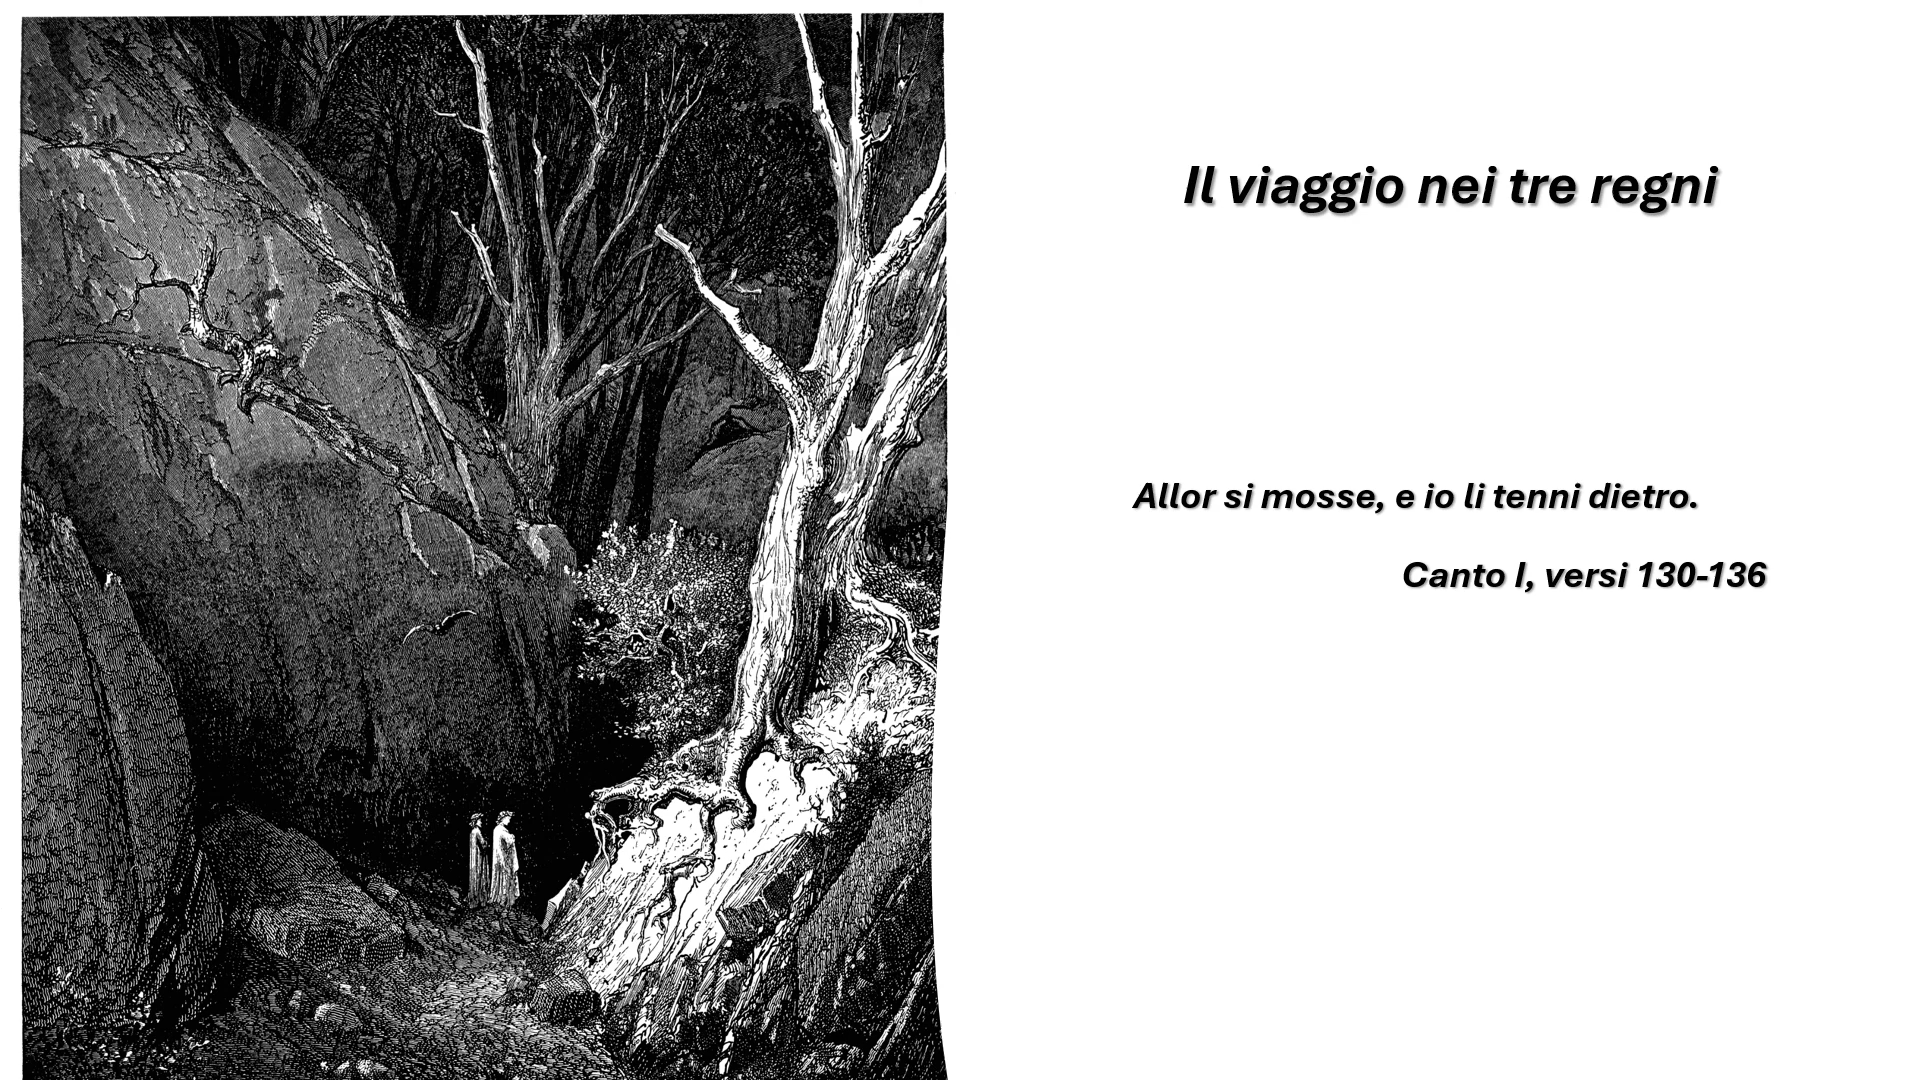 Il viaggio nei tre regni
Allor si mosse, e io li tenni dietro.
Canto I, versi 130-136